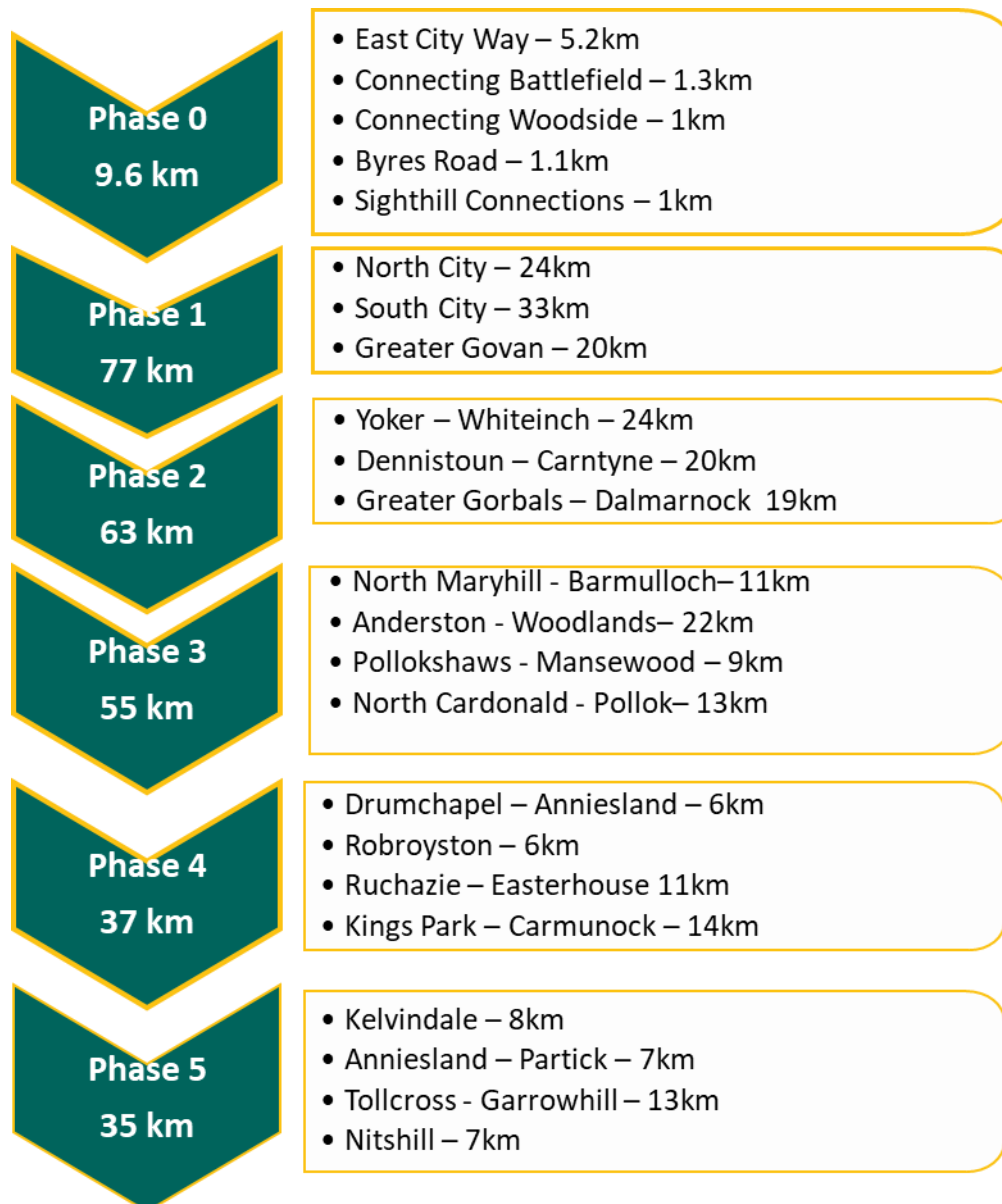 Phase 0
9.6 km
• East City Way – 5.2km
• Connecting Battlefield – 1.3km
• Connecting Woodside – 1km
• Byres Road – 1.1km
• Sighthill Connections – 1km
Phase 1
77 km
• North City – 24km
• South City – 33km
• Greater Govan – 20km
Phase 2
63 km
• Yoker – Whiteinch – 24km
• Dennistoun – Carntyne – 20km
• Greater Gorbals – Dalmarnock  19km
Phase 3
55 km
• North Maryhill - Barmulloch– 11km
• Anderston - Woodlands– 22km
• Pollokshaws - Mansewood – 9km
• North Cardonald - Pollok– 13km
Phase 4
37 km
• Drumchapel – Anniesland – 6km
• Robroyston – 6km
• Ruchazie – Easterhouse 11km
• Kings Park – Carmunock – 14km
Phase 5
35 km
• Kelvindale – 8km
• Anniesland – Partick – 7km
• Tollcross - Garrowhill – 13km
• Nitshill – 7km